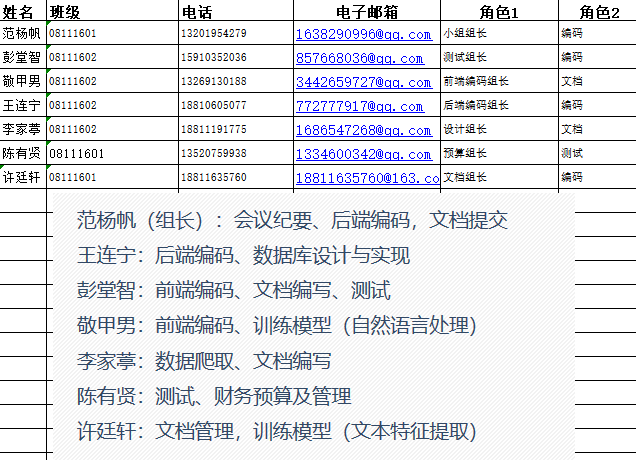 姓名 班级 电话 电子邮箱 角色1 角色2
范杨帆 08111601 13201954279 1638290996@qq.com 小组组长 编码
彭堂智 08111602 15910352036 857668036@qq.com 测试组长 编码
敬甲男 08111602 13269130188 3442659727@qq.com 前端编码组长 文档
王连宁 08111602 18810605077 772777917@qq.com 后端编码组长 编码
李家葶 08111602 18811191775 1686547268@qq.com 设计组长 文档
陈有贤 08111601 13520759938 1334600342@qq.com 预算组长 测试
许廷轩 08111601 18811635760 18811635760@163.co 文档组长 编码
范杨帆（组长）：会议纪要、后端编码，文档提交
王连宁：后端编码、数据库设计与实现
彭堂智：前端编码、文档编写、测试
敬甲男：前端编码、训练模型（自然语言处理）
李家葶：数据爬取、文档编写
陈有贤：测试、财务预算及管理
许廷轩：文档管理，训练模型（文本特征提取）